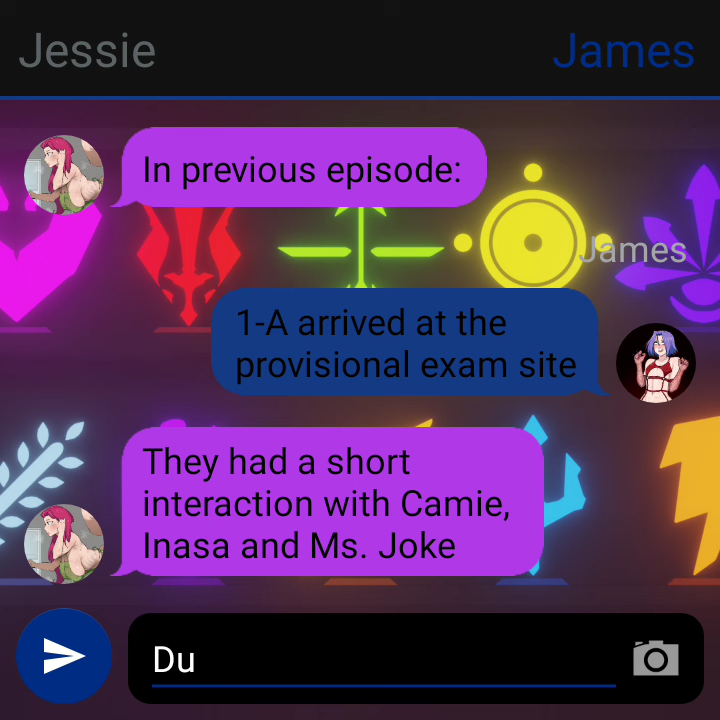 Jessie
James
In previous episode:
James
1-A arrived at the
provisional exam site
They had a short
interaction with Camie,
Inasa and Ms. Joke
Du